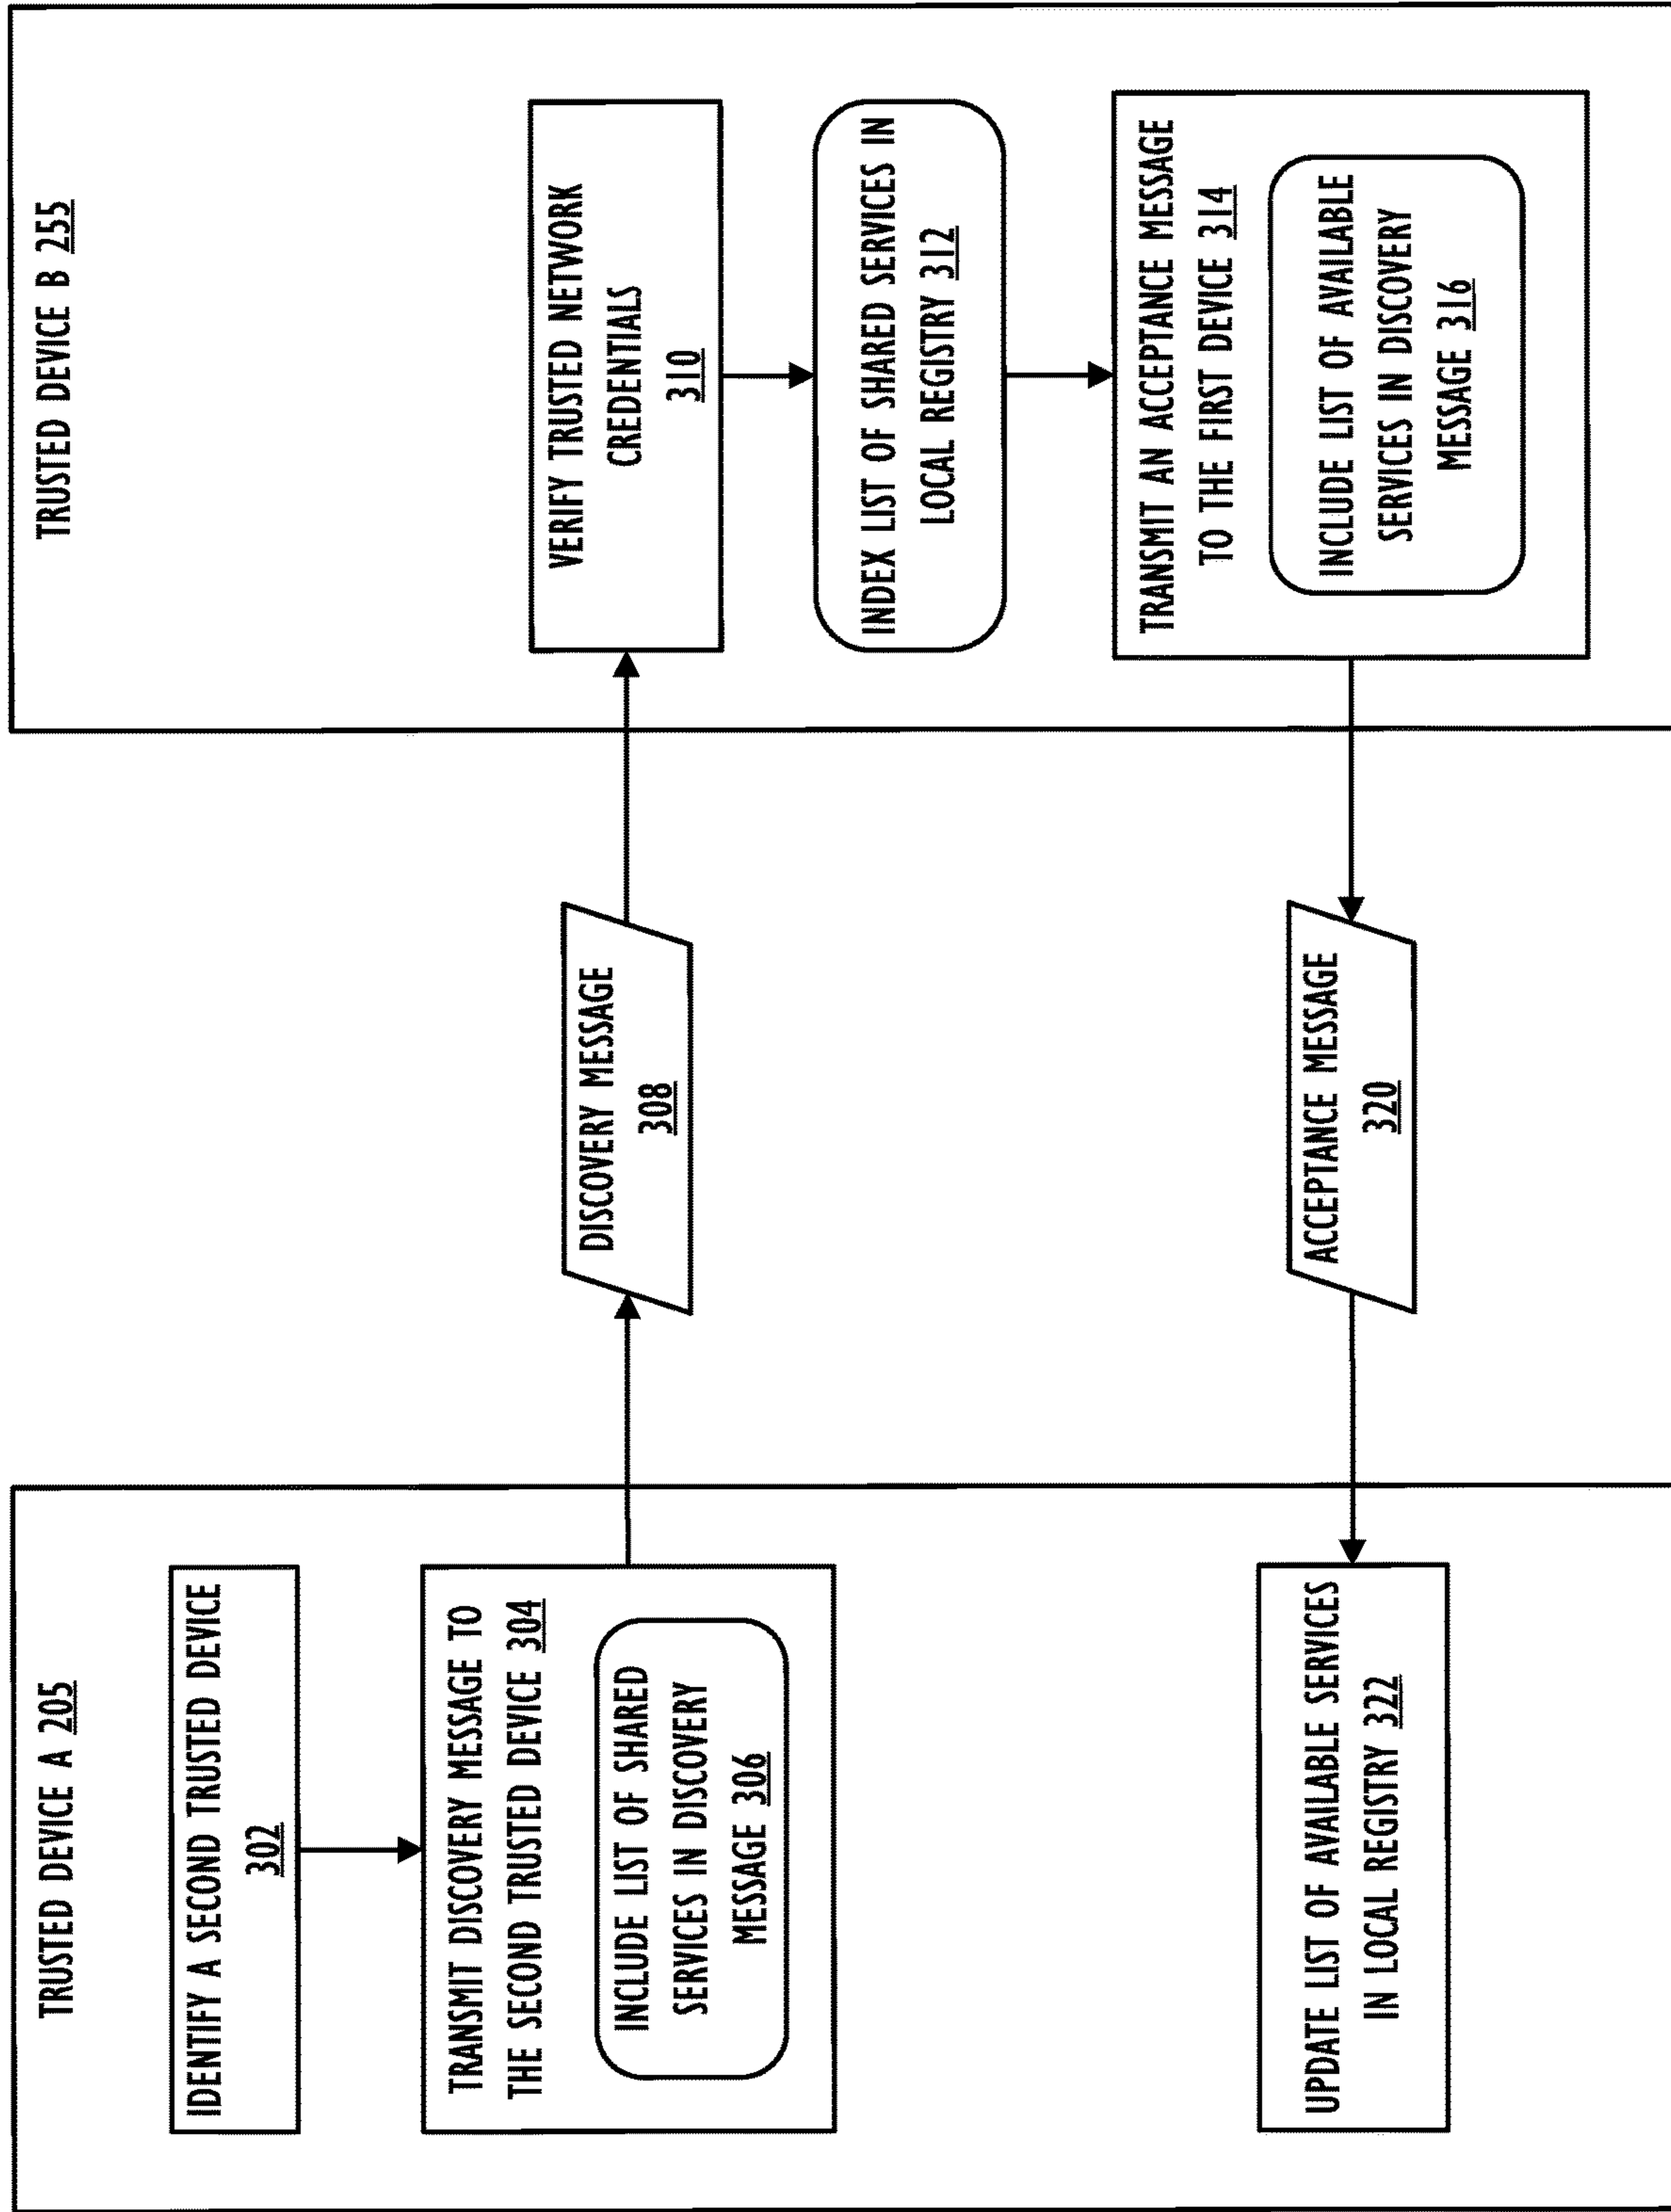 TRUSTED DEVICE A 205
IDENTIFY A SECOND TRUSTED DEVICE
302
TRANSMIT DISCOVERY MESSAGE TO
THE SECOND TRUSTED DEVICE 304
INCLUDE LIST OF SHARED
SERVICES IN DISCOVERY
MESSAGE 306
DISCOVERY MESSAGE
308
TRUSTED DEVICE B 255
VERIFY TRUSTED NETWORK
CREDENTIALS
310
INDEX LIST OF SHARED SERVICES IN
LOCAL REGISTRY 312
TRANSMIT AN ACCEPTANCE MESSAGE
TO THE FIRST DEVICE 314
INCLUDE LIST OF AVAILABLE
SERVICES IN DISCOVERY
MESSAGE 316
ACCEPTANCE MESSAGE
320
UPDATE LIST OF AVAILABLE SERVICES
IN LOCAL REGISTRY 322